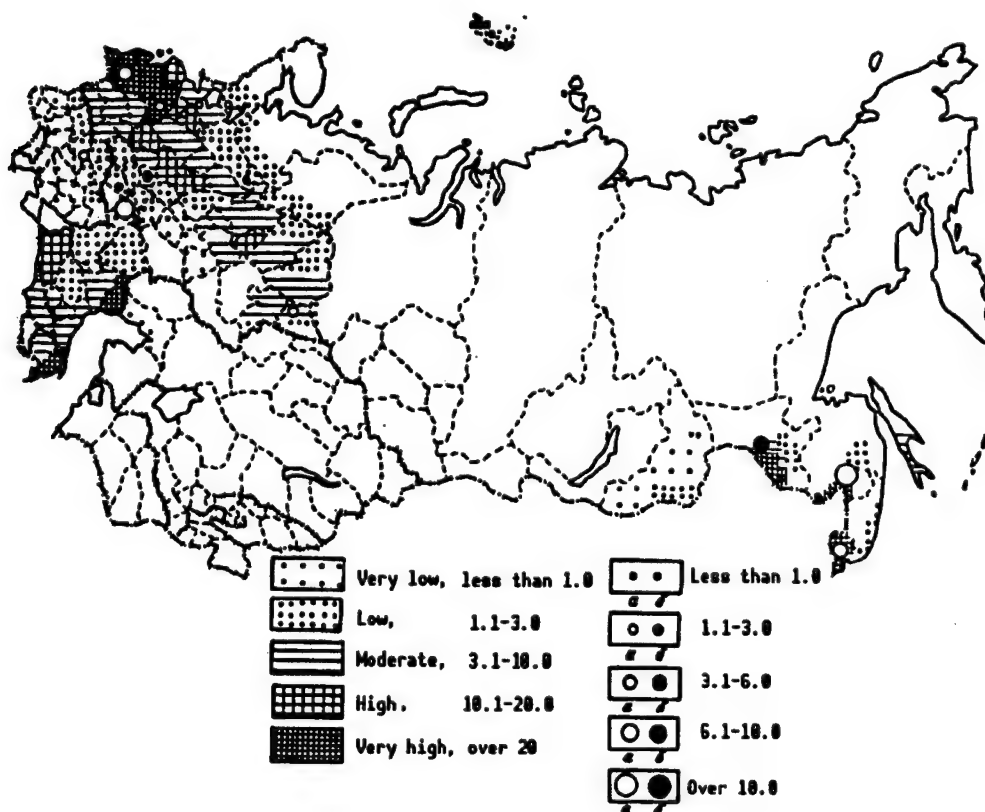 Very low, less than 1.0
Low, 1.1-3.0
Moderate, 3.1-10.0
High, 10.1-20.0
Very high, over 20
Less than 1.0
a б
1.1-3.0
a б
3.1-6.0
a б
6.1-10.0
a б
Over 10.0
a б